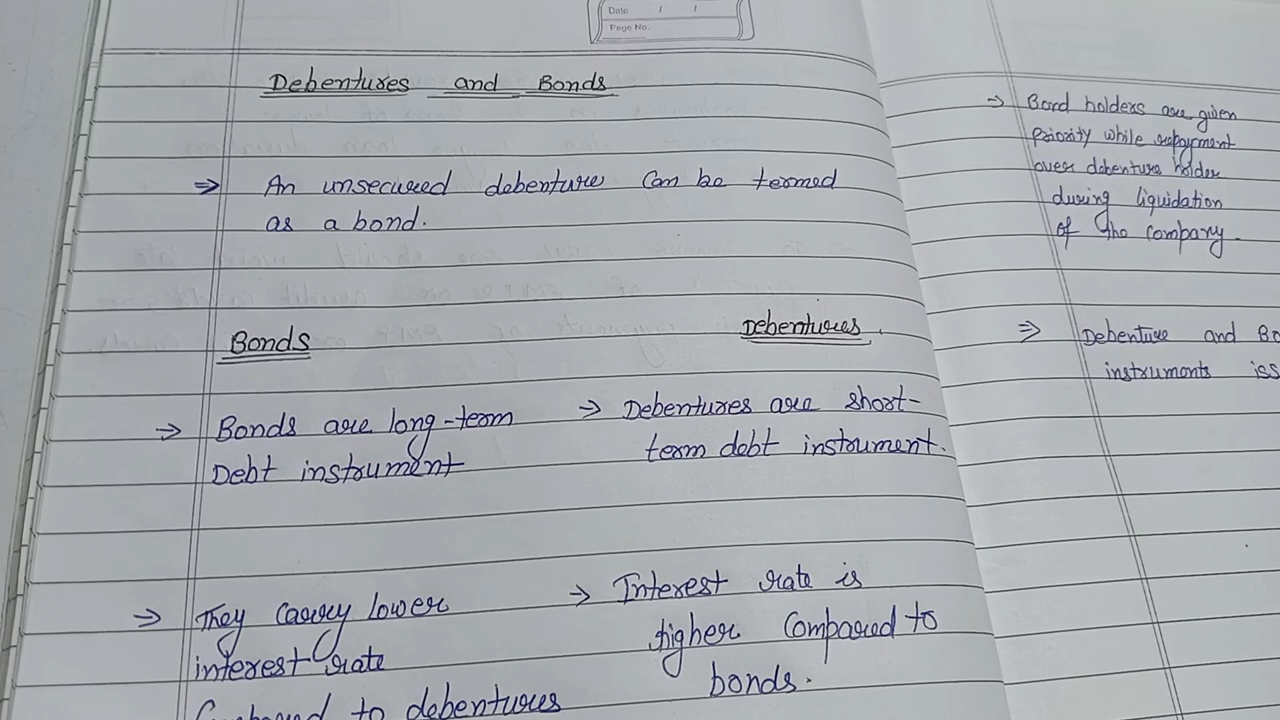 Date / /
Page No.
Debentures and Bonds
⇒ An unsecured debenture can be termed
as a bond.
Bonds
Debentures.
→ Bonds are long-term
Debt instrument
→ Debentures are short-
term debt instrument.
→ They carry lower
interest rate
Compared to debentures
→ Interest rate is
higher Compared to
bonds.
→ Bond holders are given
priority while repayment
over debenture holder
during liquidation
of the company.
⇒ Debenture and Bo
instruments iss